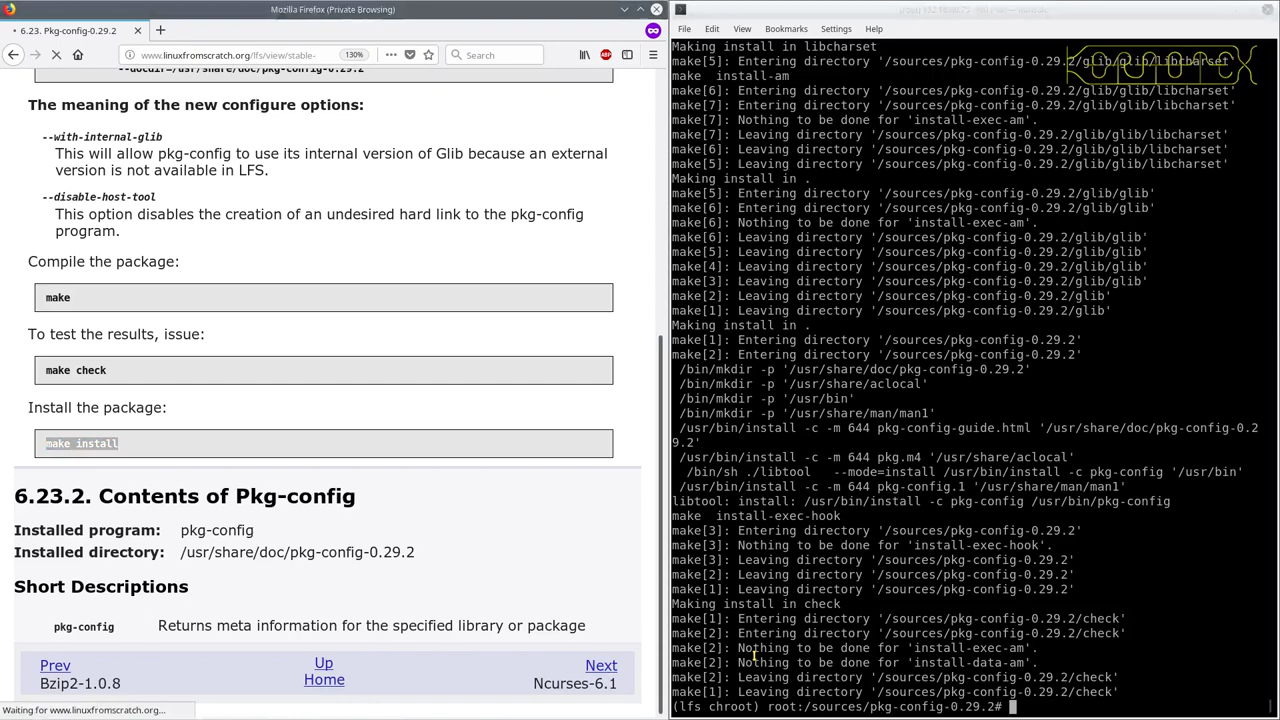 Mozilla Firefox (Private Browsing)
6.23. Pkg-config-0.29.2
www.linuxfromscratch.org/lfs/view/stable-
130%
Search
ABP
--docdir=/usr/share/doc/pkg-config-0.29.2
The meaning of the new configure options:
--with-internal-glib
This will allow pkg-config to use its internal version of Glib because an external
version is not available in LFS.
--disable-host-tool
This option disables the creation of an undesired hard link to the pkg-config
program.
Compile the package:
make
To test the results, issue:
make check
Install the package:
make install
6.23.2. Contents of Pkg-config
Installed program: pkg-config
Installed directory: /usr/share/doc/pkg-config-0.29.2
Short Descriptions
pkg-config Returns meta information for the specified library or package
Prev Up Next
Bzip2-1.0.8 Home Ncurses-6.1
Waiting for www.linuxfromscratch.org...
File Edit View Bookmarks Settings Help
Making install in libcharset
make[5]: Entering directory '/sources/pkg-config-0.29.2/glib/glib/libcharset'
make  install-am
make[6]: Entering directory '/sources/pkg-config-0.29.2/glib/glib/libcharset'
make[7]: Entering directory '/sources/pkg-config-0.29.2/glib/glib/libcharset'
make[7]: Nothing to be done for 'install-exec-am'.
make[7]: Leaving directory '/sources/pkg-config-0.29.2/glib/glib/libcharset'
make[6]: Leaving directory '/sources/pkg-config-0.29.2/glib/glib/libcharset'
make[5]: Leaving directory '/sources/pkg-config-0.29.2/glib/glib/libcharset'
Making install in .
make[5]: Entering directory '/sources/pkg-config-0.29.2/glib/glib'
make[6]: Entering directory '/sources/pkg-config-0.29.2/glib/glib'
make[6]: Nothing to be done for 'install-exec-am'.
make[6]: Leaving directory '/sources/pkg-config-0.29.2/glib/glib'
make[5]: Leaving directory '/sources/pkg-config-0.29.2/glib/glib'
make[4]: Leaving directory '/sources/pkg-config-0.29.2/glib/glib'
make[3]: Leaving directory '/sources/pkg-config-0.29.2/glib/glib'
make[2]: Leaving directory '/sources/pkg-config-0.29.2/glib'
make[1]: Leaving directory '/sources/pkg-config-0.29.2/glib'
Making install in .
make[1]: Entering directory '/sources/pkg-config-0.29.2'
make[2]: Entering directory '/sources/pkg-config-0.29.2'
/bin/mkdir -p '/usr/share/doc/pkg-config-0.29.2'
/bin/mkdir -p '/usr/share/aclocal'
/bin/mkdir -p '/usr/bin'
/bin/mkdir -p '/usr/share/man/man1'
/usr/bin/install -c -m 644 pkg-config-guide.html '/usr/share/doc/pkg-config-0.2
9.2'
/usr/bin/install -c -m 644 pkg.m4 '/usr/share/aclocal'
/bin/sh ./libtool   --mode=install /usr/bin/install -c pkg-config '/usr/bin'
/usr/bin/install -c -m 644 pkg-config.1 '/usr/share/man/man1'
libtool: install: /usr/bin/install -c pkg-config /usr/bin/pkg-config
make  install-exec-hook
make[3]: Entering directory '/sources/pkg-config-0.29.2'
make[3]: Nothing to be done for 'install-exec-hook'.
make[3]: Leaving directory '/sources/pkg-config-0.29.2'
make[2]: Leaving directory '/sources/pkg-config-0.29.2'
make[1]: Leaving directory '/sources/pkg-config-0.29.2'
Making install in check
make[1]: Entering directory '/sources/pkg-config-0.29.2/check'
make[2]: Entering directory '/sources/pkg-config-0.29.2/check'
make[2]: Nothing to be done for 'install-exec-am'.
make[2]: Nothing to be done for 'install-data-am'.
make[2]: Leaving directory '/sources/pkg-config-0.29.2/check'
make[1]: Leaving directory '/sources/pkg-config-0.29.2/check'
(lfs chroot) root:/sources/pkg-config-0.29.2#